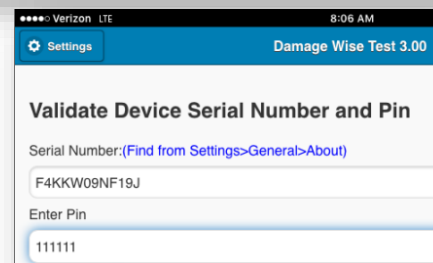 Verizon LTE 8:06 AM
Settings Damage Wise Test 3.00
Validate Device Serial Number and Pin
Serial Number:(Find from Settings>General>About)
F4KKW09NF19J
Enter Pin
111111